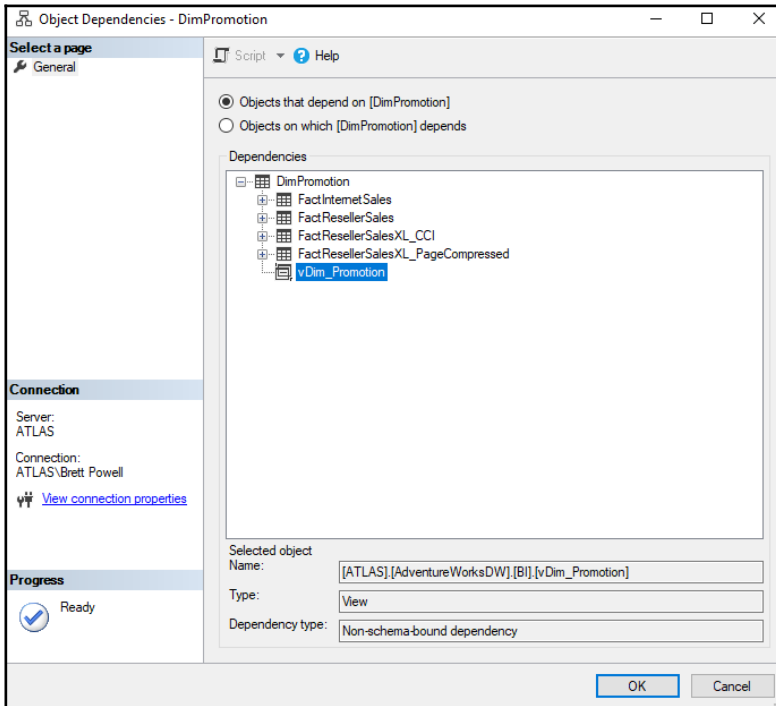 Object Dependencies - DimPromotion
Select a page
General
Script
Help
Objects that depend on [DimPromotion]
Objects on which [DimPromotion] depends
Dependencies
DimPromotion
FactInternetSales
FactResellerSales
FactResellerSalesXL_CCI
FactResellerSalesXL_PageCompressed
vDim_Promotion
Connection
Server:
ATLAS
Connection:
ATLAS\Brett Powell
View connection properties
Progress
Ready
Selected object
Name:
[ATLAS].[AdventureWorksDW].[BI].[vDim_Promotion]
Type:
View
Dependency type:
Non-schema-bound dependency
OK
Cancel